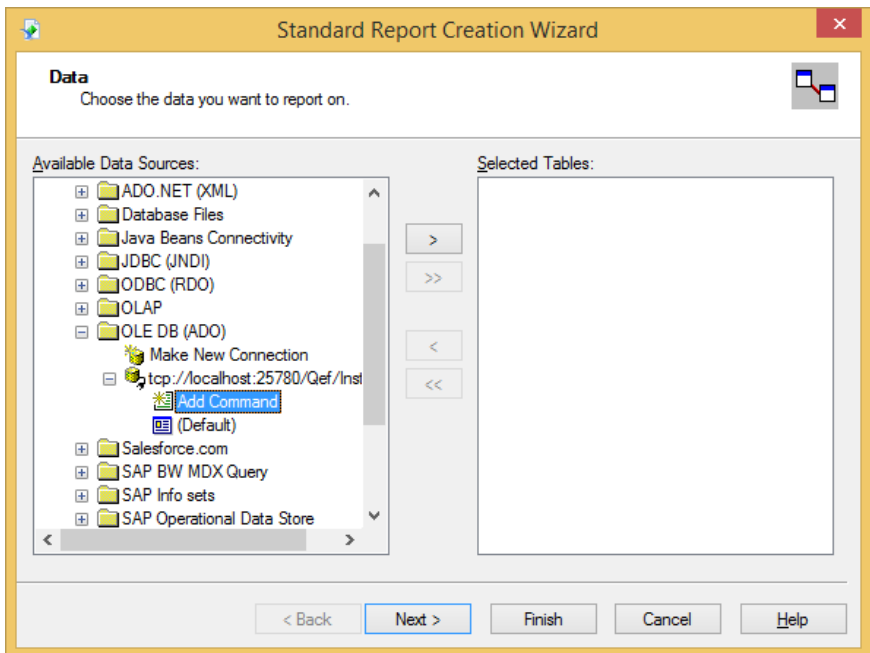 Standard Report Creation Wizard
Data
Choose the data you want to report on.
Available Data Sources:
Selected Tables:
ADO.NET (XML)
Database Files
Java Beans Connectivity
JDBC (JNDI)
ODBC (RDO)
OLAP
OLE DB (ADO)
Make New Connection
tcp://localhost:25780/Qef/Inst
Add Command
(Default)
Salesforce.com
SAP BW MDX Query
SAP Info sets
SAP Operational Data Store
>
>>
<
<<
< Back
Next >
Finish
Cancel
Help